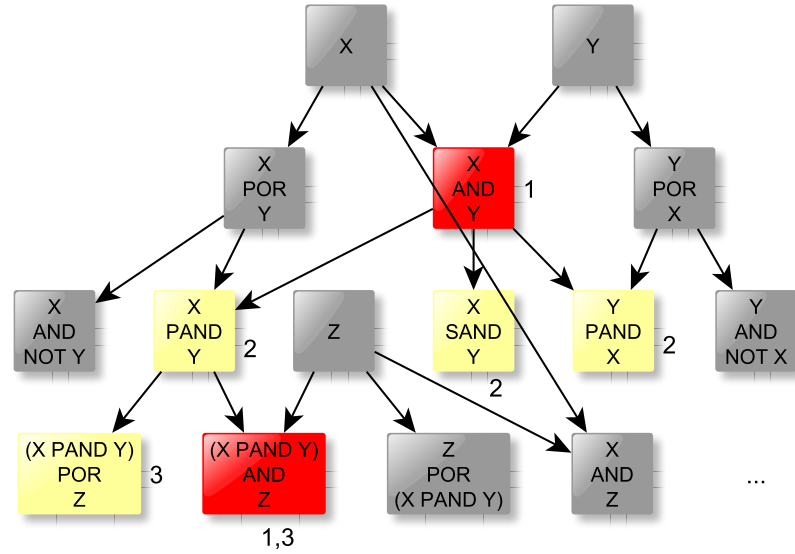 X
Y
X
POR
Y
X
AND
Y
1
Y
POR
X
X
AND
NOT Y
X
PAND
Y
2
Z
X
SAND
Y
2
Y
PAND
X
2
Y
AND
NOT X
(X PAND Y)
POR
Z
3
(X PAND Y)
AND
Z
1,3
Z
POR
(X PAND Y)
X
AND
Z
...